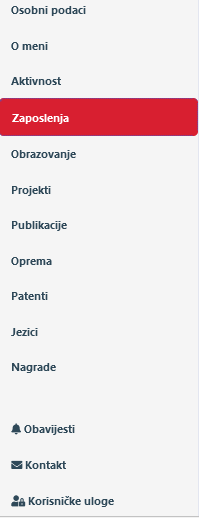 Osobni podaci
O meni
Aktivnost
Zaposlenja
Obrazovanje
Projekti
Publikacije
Oprema
Patenti
Jezici
Nagrade
Obavijesti
Kontakt
Korisničke uloge